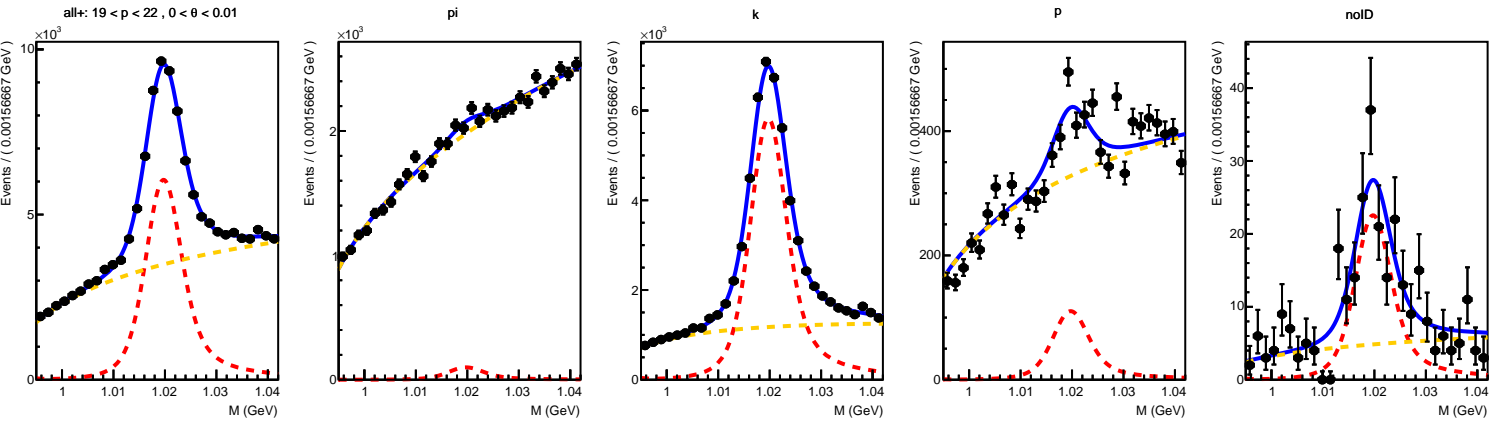 all+: 19 < p < 22 , 0 < θ < 0.01
×10³
Events / ( 0.00156667 GeV )
10
5
0
1 1.01 1.02 1.03 1.04
M (GeV)
pi
×10³
Events / ( 0.00156667 GeV )
2
1
0
1 1.01 1.02 1.03 1.04
M (GeV)
k
×10³
Events / ( 0.00156667 GeV )
6
4
2
0
1 1.01 1.02 1.03 1.04
M (GeV)
p
Events / ( 0.00156667 GeV )
400
200
0
1 1.01 1.02 1.03 1.04
M (GeV)
noID
Events / ( 0.00156667 GeV )
40
30
20
10
0
1 1.01 1.02 1.03 1.04
M (GeV)